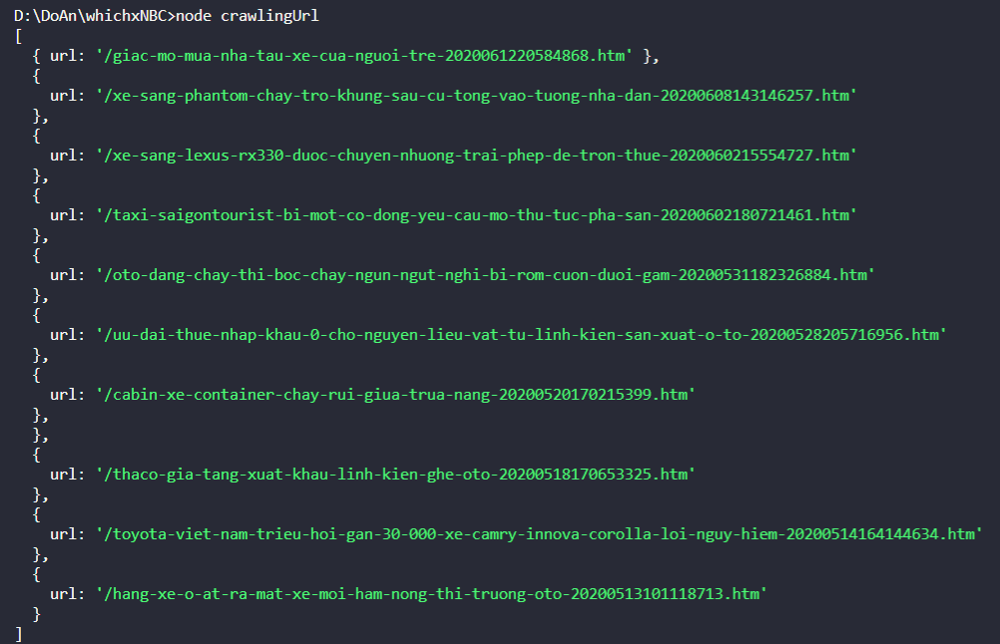 D:\DoAn\whichxNBC>node crawlingUrl
[
  { url: '/giac-mo-mua-nha-tau-xe-cua-nguoi-tre-2020061220584868.htm' },
  {
    url: '/xe-sang-phantom-chay-tro-khung-sau-cu-tong-vao-tuong-nha-dan-20200608143146257.htm'
  },
  {
    url: '/xe-sang-lexus-rx330-duoc-chuyen-nhuong-trai-phep-de-tron-thue-2020060215554727.htm'
  },
  {
    url: '/taxi-saigontourist-bi-mot-co-dong-yeu-cau-mo-thu-tuc-pha-san-20200602180721461.htm'
  },
  {
    url: '/oto-dang-chay-thi-boc-chay-ngun-ngut-nghi-bi-rom-cuon-duoi-gam-20200531182326884.htm'
  },
  {
    url: '/uu-dai-thue-nhap-khau-0-cho-nguyen-lieu-vat-tu-linh-kien-san-xuat-o-to-20200528205716956.htm'
  },
  {
    url: '/cabin-xe-container-chay-rui-giua-trua-nang-20200520170215399.htm'
  },
  },
  {
    url: '/thaco-gia-tang-xuat-khau-linh-kien-ghe-oto-20200518170653325.htm'
  },
  {
    url: '/toyota-viet-nam-trieu-hoi-gan-30-000-xe-camry-innova-corolla-loi-nguy-hiem-20200514164144634.htm'
  },
  {
    url: '/hang-xe-o-at-ra-mat-xe-moi-ham-nong-thi-truong-oto-20200513101118713.htm'
  }
]